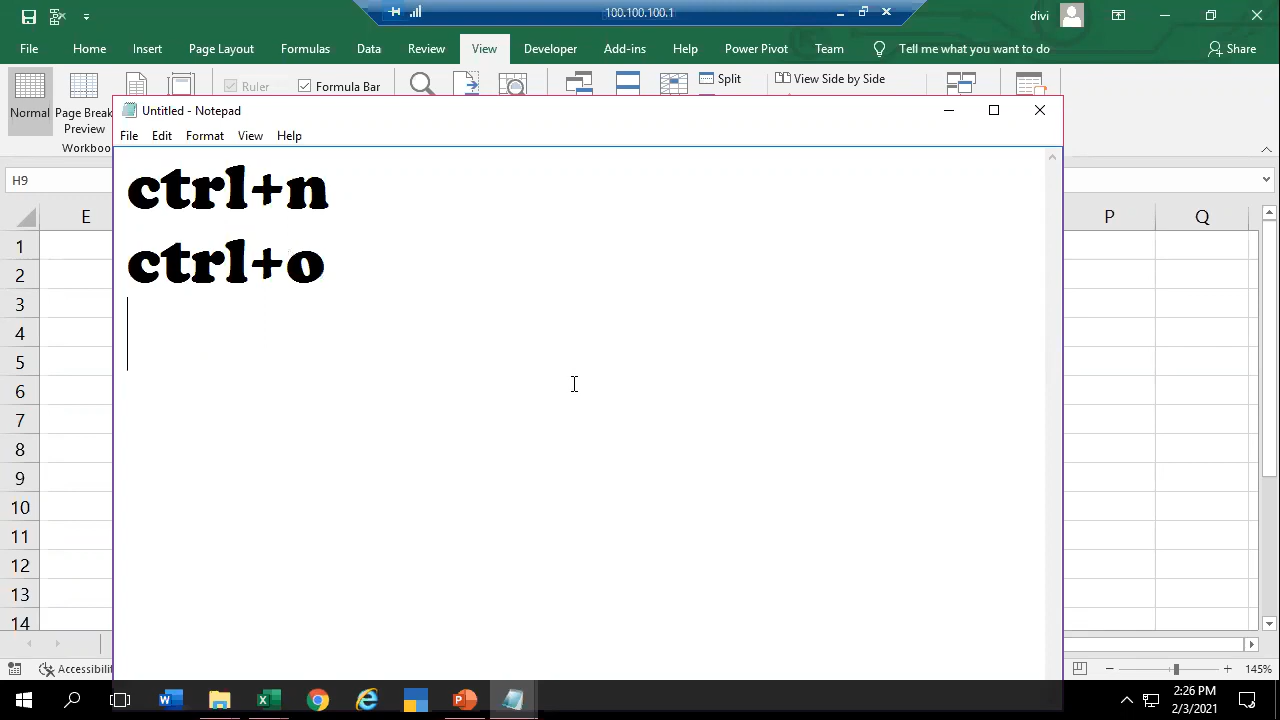 100.100.100.1
divi
File Home Insert Page Layout Formulas Data Review View Developer Add-ins Help Power Pivot Team Tell me what you want to do Share
Ruler Formula Bar Split View Side by Side
Normal Page Break
Preview
Workboo
Untitled - Notepad
File Edit Format View Help
H9
ctrl+n
ctrl+o
E P Q
1
2
3
4
5
6
7
8
9
10
11
12
13
14
Accessibilit
145%
2:26 PM
2/3/2021